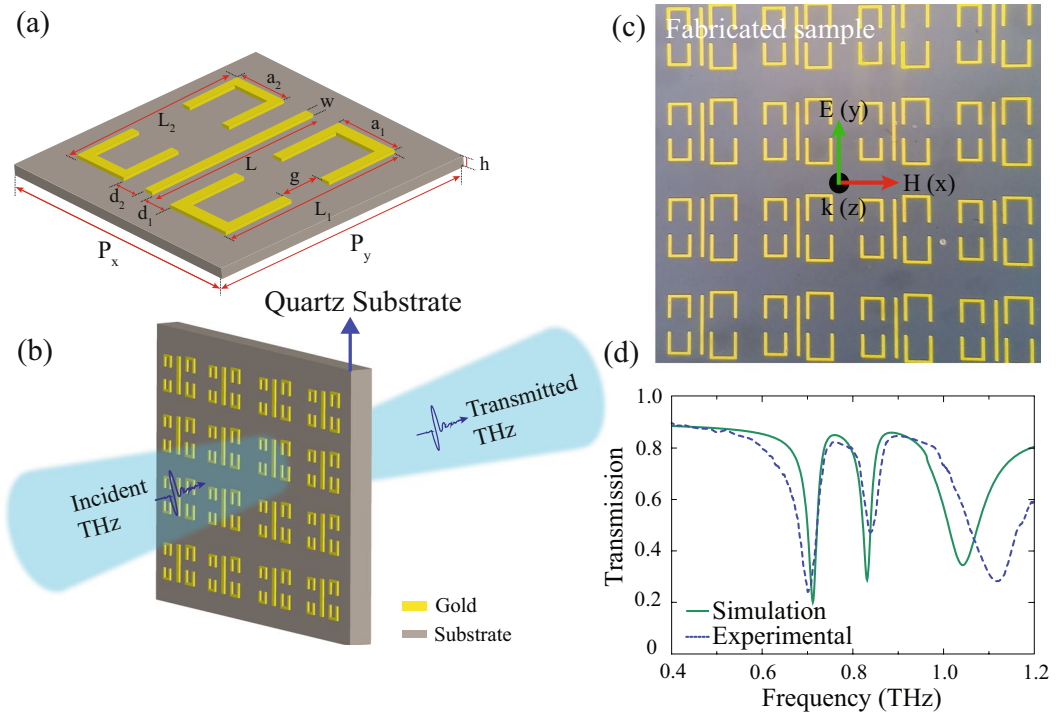 (a)
a₂
w
L₂
a₁
L
h
g
d₂
d₁
L₁
Pₓ
Pᵧ
Quartz Substrate
(b)
Transmitted
THz
Incident
THz
Gold
Substrate
(c)
Fabricated sample
E (y)
H (x)
k (z)
(d)
Transmission
1.0
0.8
0.6
0.4
0.2
0
Simulation
Experimental
0.4
0.6
0.8
1.0
1.2
Frequency (THz)